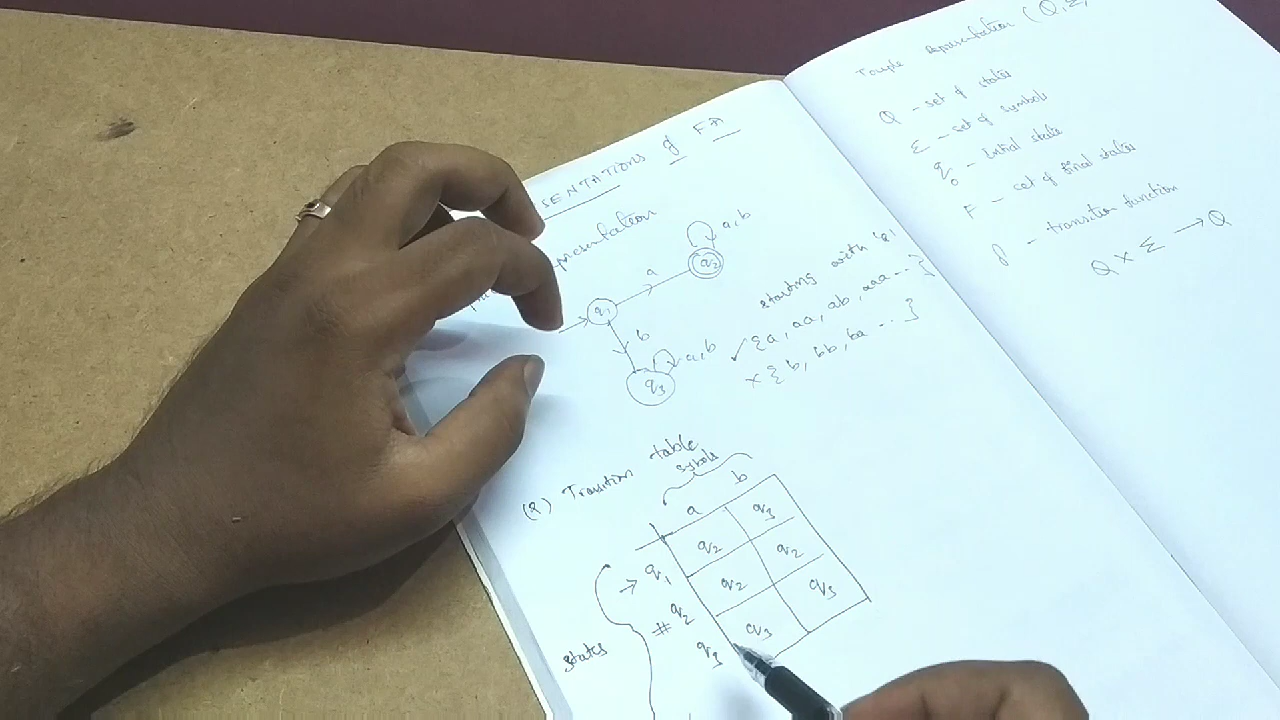 SENTATIONS of FA
presentation
a, b
q2
a
q1
b
a, b
q3
starting with 'a'
✓ {a, aa, ab, aaa ... }
× {b, bb, ba ... }
(2) Transition table
symbols
a b
→ q1 q2 q3
# q2 q2 q2
q3 q3 q3
states
Touple representation (Q, Σ,
Q - set of states
Σ - set of symbols
q0 - initial state
F - set of final states
δ - transition function
Q × Σ → Q